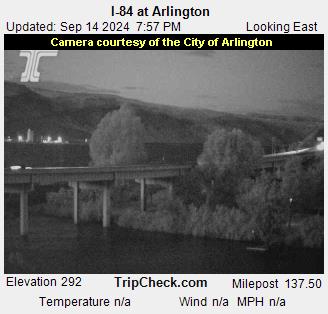 I-84 at Arlington
Updated: Sep 14 2024 7:57 PM Looking East
Camera courtesy of the City of Arlington
Elevation 292 TripCheck.com Milepost 137.50
Temperature n/a Wind n/a MPH n/a